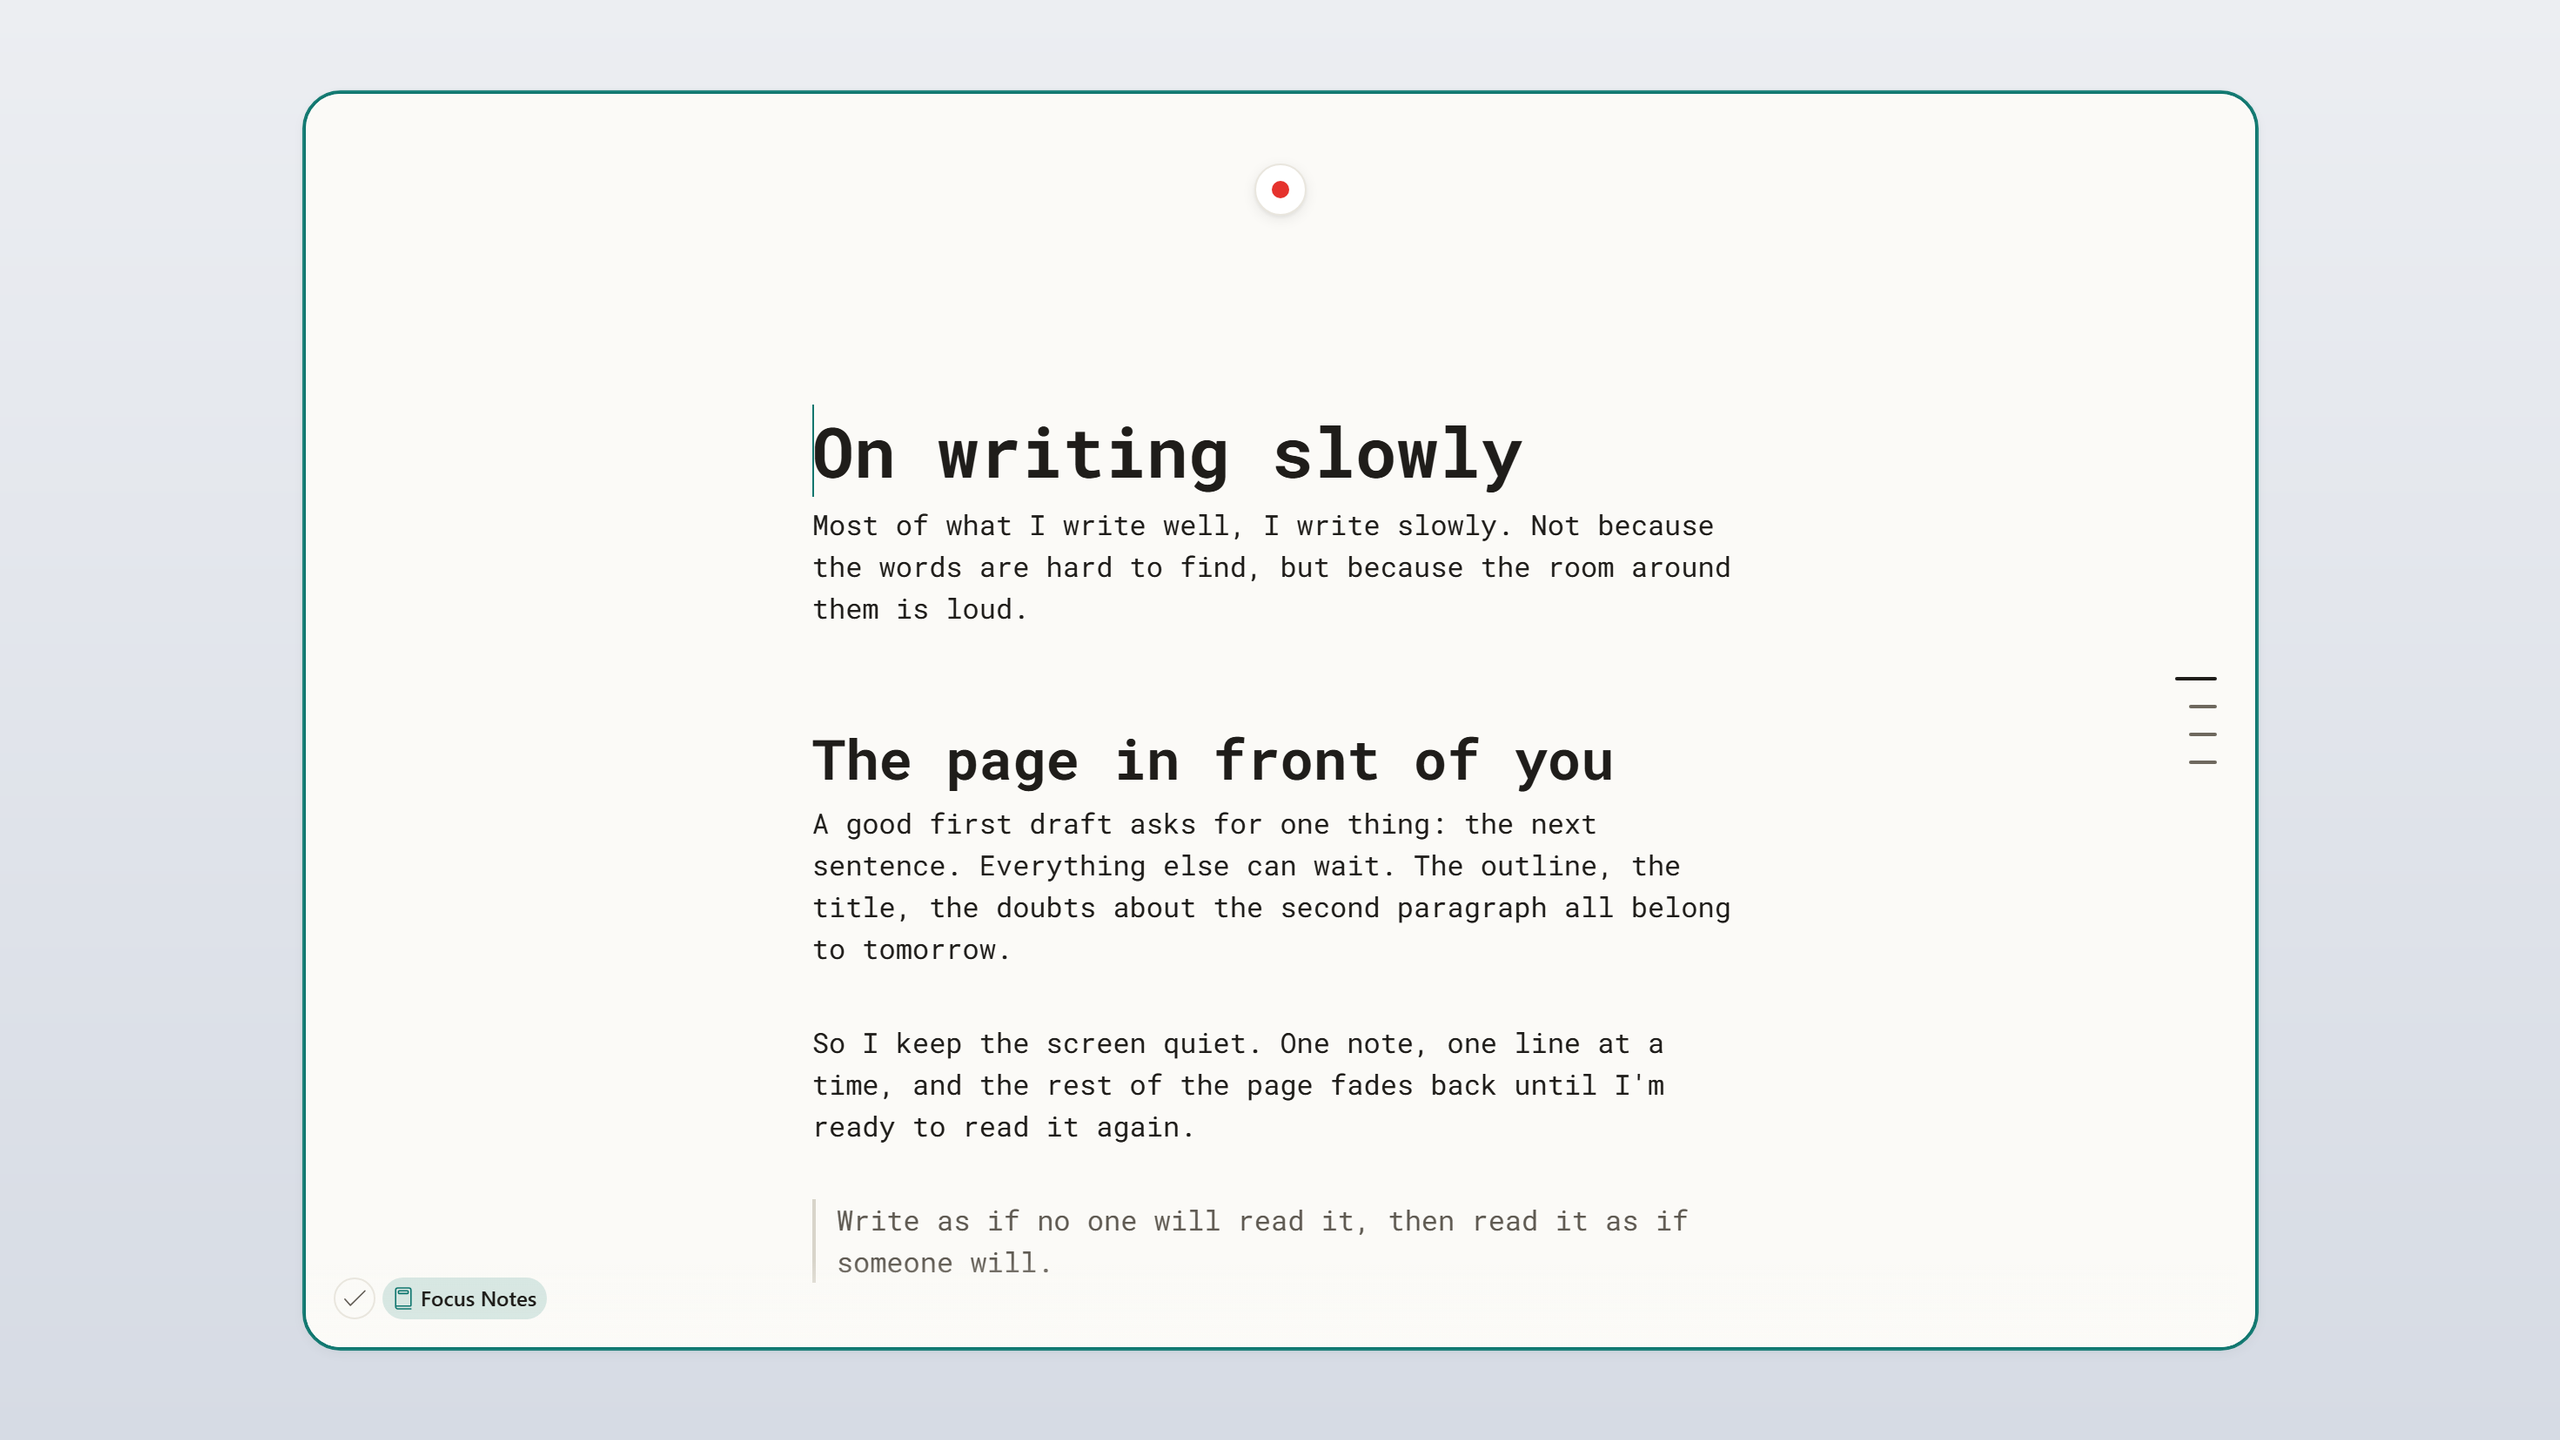 On writing slowly
Most of what I write well, I write slowly. Not because
the words are hard to find, but because the room around
them is loud.
The page in front of you
A good first draft asks for one thing: the next
sentence. Everything else can wait. The outline, the
title, the doubts about the second paragraph all belong
to tomorrow.
So I keep the screen quiet. One note, one line at a
time, and the rest of the page fades back until I'm
ready to read it again.
Write as if no one will read it, then read it as if
someone will.
Focus Notes